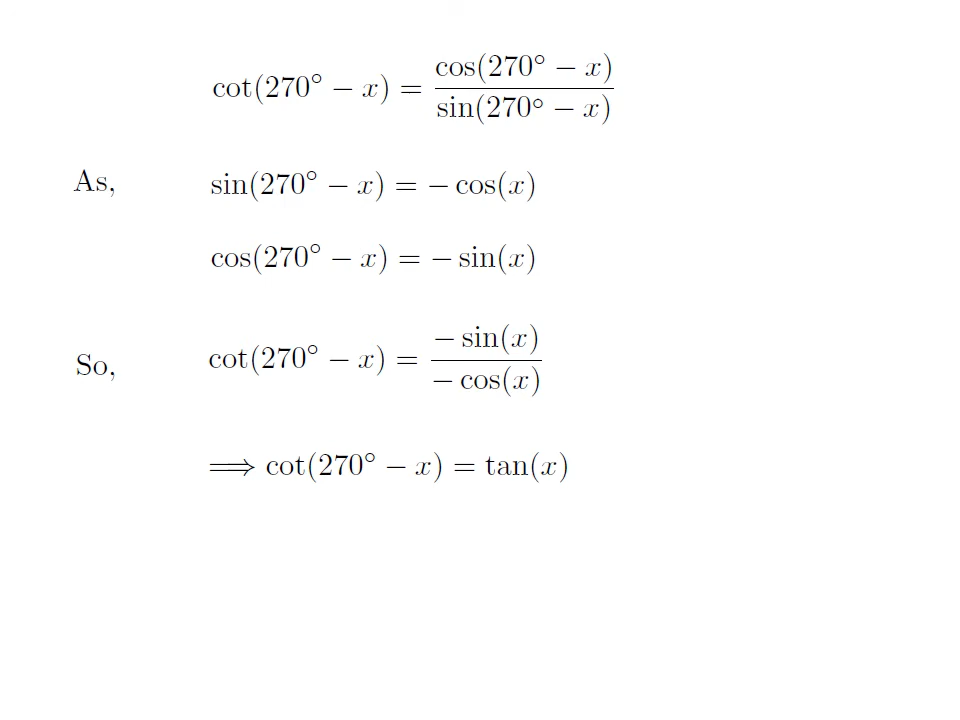 cot(270° − x) = cos(270° − x) / sin(270° − x)
As, sin(270° − x) = − cos(x)
cos(270° − x) = − sin(x)
So, cot(270° − x) = − sin(x) / − cos(x)
⟹ cot(270° − x) = tan(x)